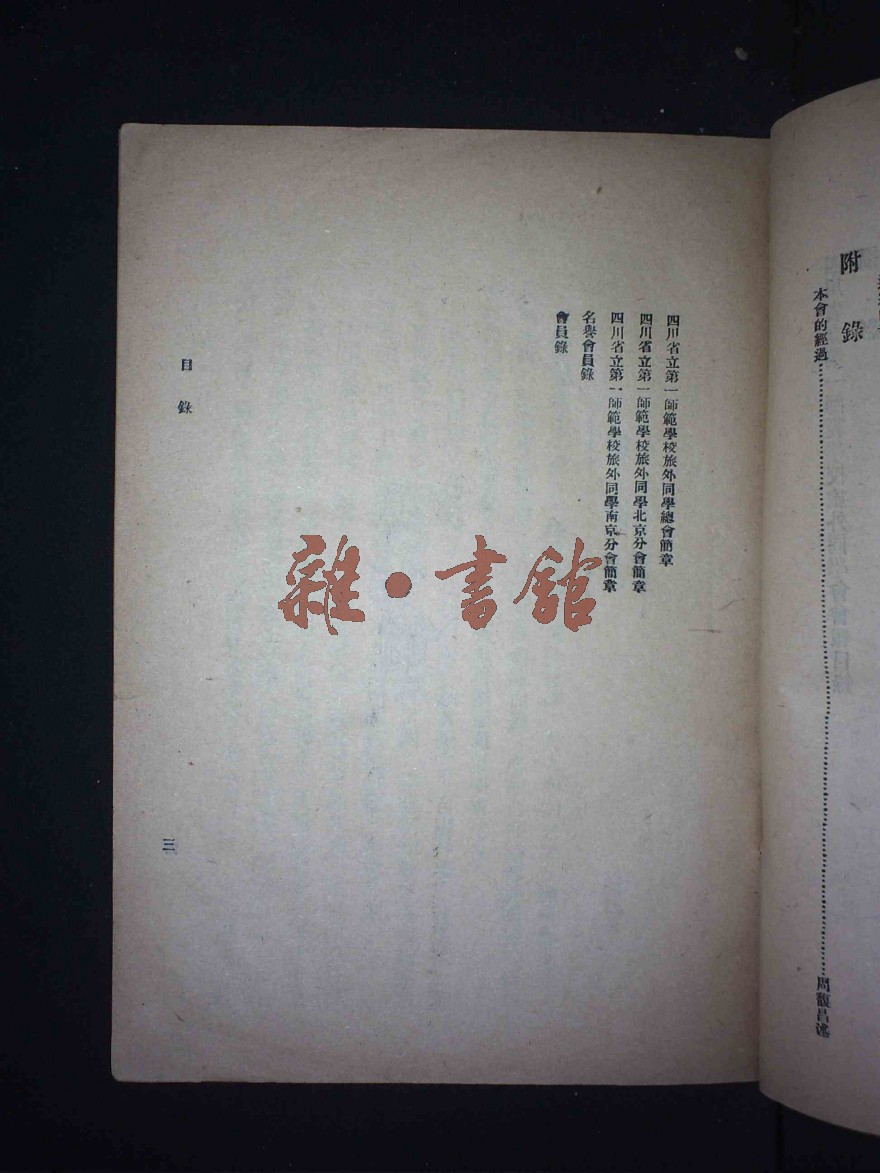 附錄
本會的經過……周馥昌述
四川省立第一師範學校旅外同學總會簡章
四川省立第一師範學校旅外同學北京分會簡章
四川省立第一師範學校旅外同學南京分會簡章
名譽會員錄
會員錄
目錄
三
雜·書館